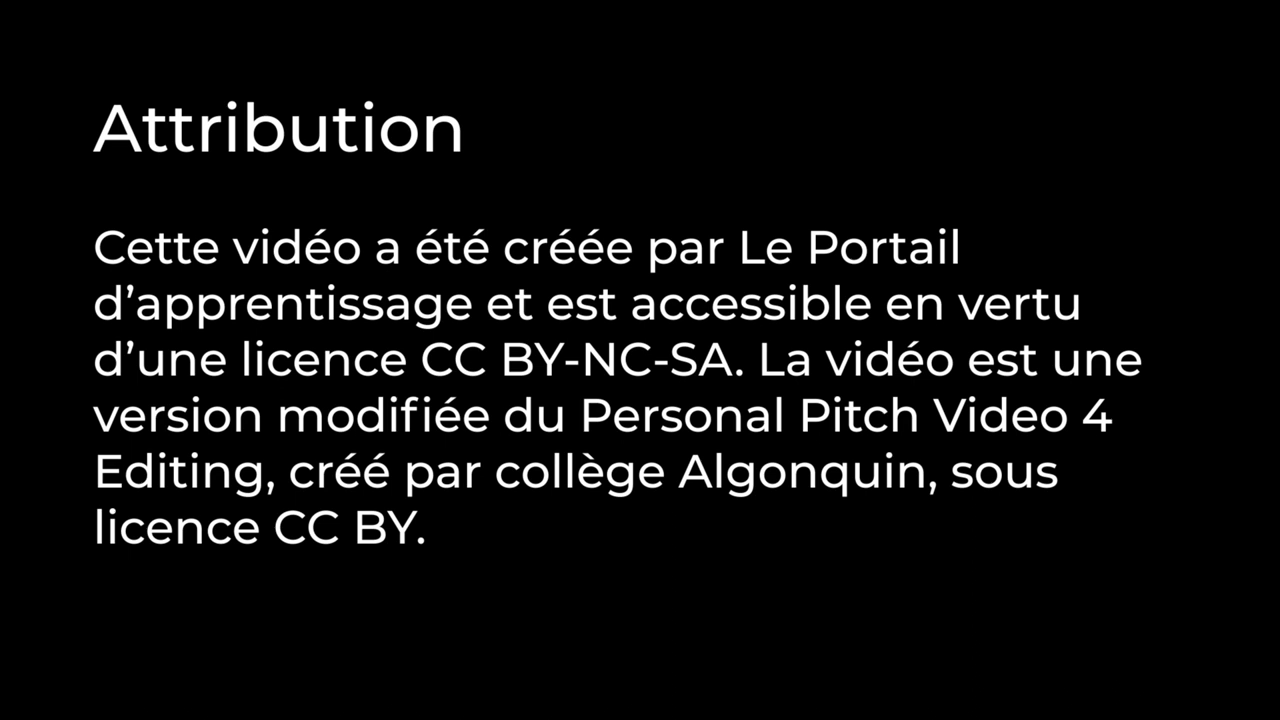 Attribution
Cette vidéo a été créée par Le Portail
d’apprentissage et est accessible en vertu
d’une licence CC BY-NC-SA. La vidéo est une
version modifiée du Personal Pitch Video 4
Editing, créé par collège Algonquin, sous
licence CC BY.